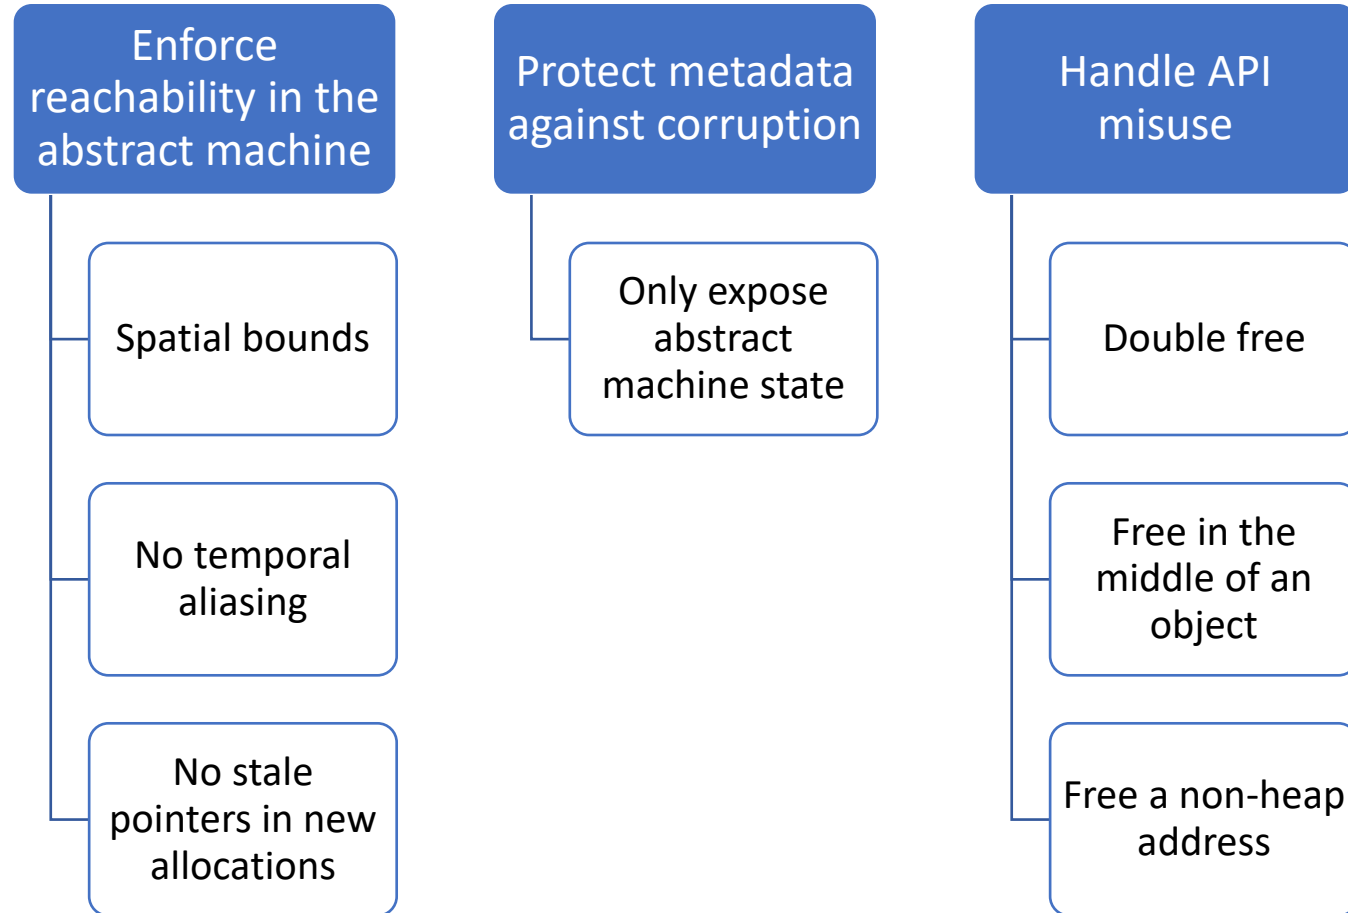 Enforce
reachability in the
abstract machine
Spatial bounds
No temporal
aliasing
No stale
pointers in new
allocations
Protect metadata
against corruption
Only expose
abstract
machine state
Handle API
misuse
Double free
Free in the
middle of an
object
Free a non-heap
address